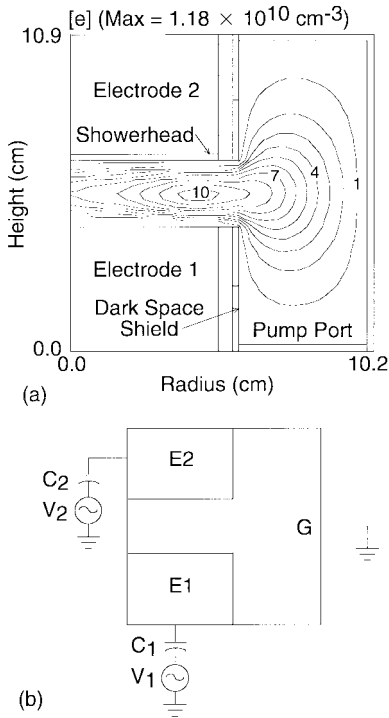 [e] (Max = 1.18 × 10¹⁰ cm⁻³)
10.9
Electrode 2
Showerhead
Height (cm)
10
7
4
1
Electrode 1
Dark Space
Shield
Pump Port
0.0
0.0
10.2
Radius (cm)
(a)
E2
C₂
V₂
G
E1
C₁
V₁
(b)